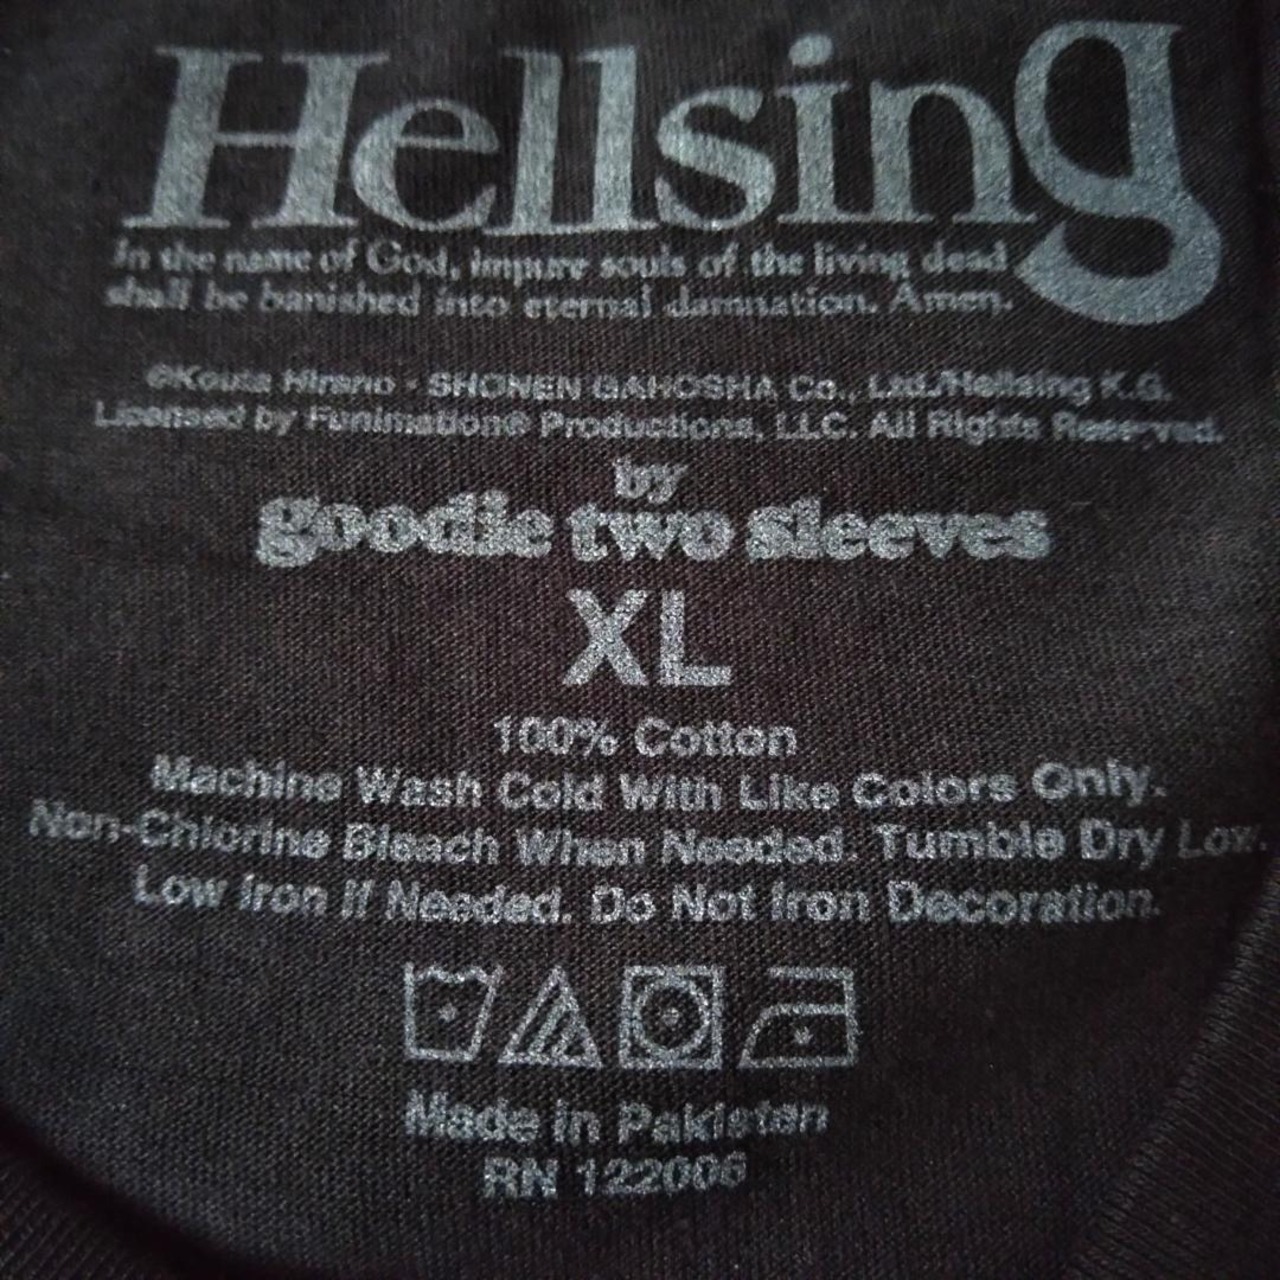 Hellsing
In the name of God, impure souls of the living dead
shall be banished into eternal damnation. Amen.
©Kouta Hirano • SHONEN GAHOSHA Co., Ltd./Hellsing K.G.
Licensed by Funimation® Productions, LLC. All Rights Reserved.
by
goodie two sleeves
XL
100% Cotton
Machine Wash Cold With Like Colors Only.
Non-Chlorine Bleach When Needed. Tumble Dry Low.
Low Iron If Needed. Do Not Iron Decoration.
Made in Pakistan
RN 122006